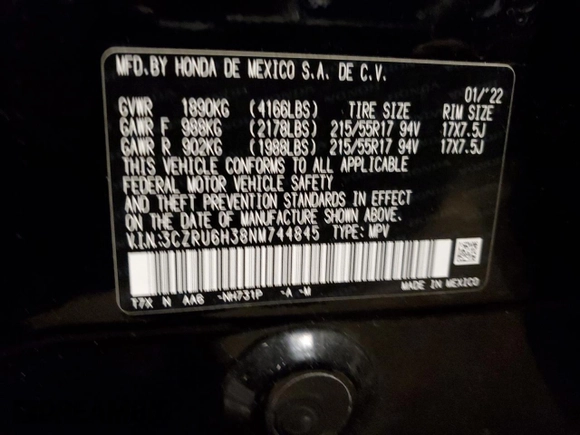 MFD.BY HONDA DE MEXICO S.A. DE C.V.
01/'22
GVWR 1890KG (4166LBS) TIRE SIZE RIM SIZE
GAWR F 988KG (2178LBS) 215/55R17 94V 17X7.5J
GAWR R 902KG (1988LBS) 215/55R17 94V 17X7.5J
THIS VEHICLE CONFORMS TO ALL APPLICABLE
FEDERAL MOTOR VEHICLE SAFETY
AND THEFT PREVENTION STANDARDS IN EFFECT
ON THE DATE OF MANUFACTURE SHOWN ABOVE.
V.I.N:3CZRU6H38NM744845 TYPE: MPV
MADE IN MEXICO
T7X N AA6 -NH731P -A -M